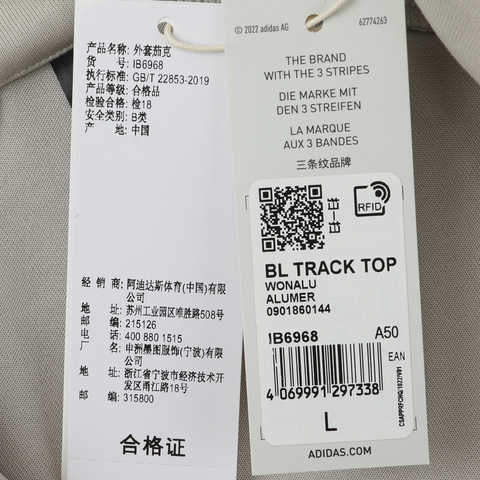 产品名称: 外套茄克
货 号: IB6968
执行标准: GB/T 22853-2019
产品等级: 合格品
检验合格: 检18
安全类别: B类
产 地: 中国
经 销 商: 阿迪达斯体育(中国)有限
公司
地址: 苏州工业园区唯胜路508号
邮编: 215126
电话: 400 880 1515
厂 名: 申洲墨图服饰(宁波)有限
公司
地址: 浙江省宁波市经济技术开
发区甬江路18号
邮编: 315800
合格证
© 2022 adidas AG
62774263
THE BRAND
WITH THE 3 STRIPES
DIE MARKE MIT
DEN 3 STREIFEN
LA MARQUE
AUX 3 BANDES
三条纹品牌
RFID
BL TRACK TOP
WONALU
ALUMER
0901860144
IB6968 A50
EAN
4 069991 297338
L
ADIDAS.COM